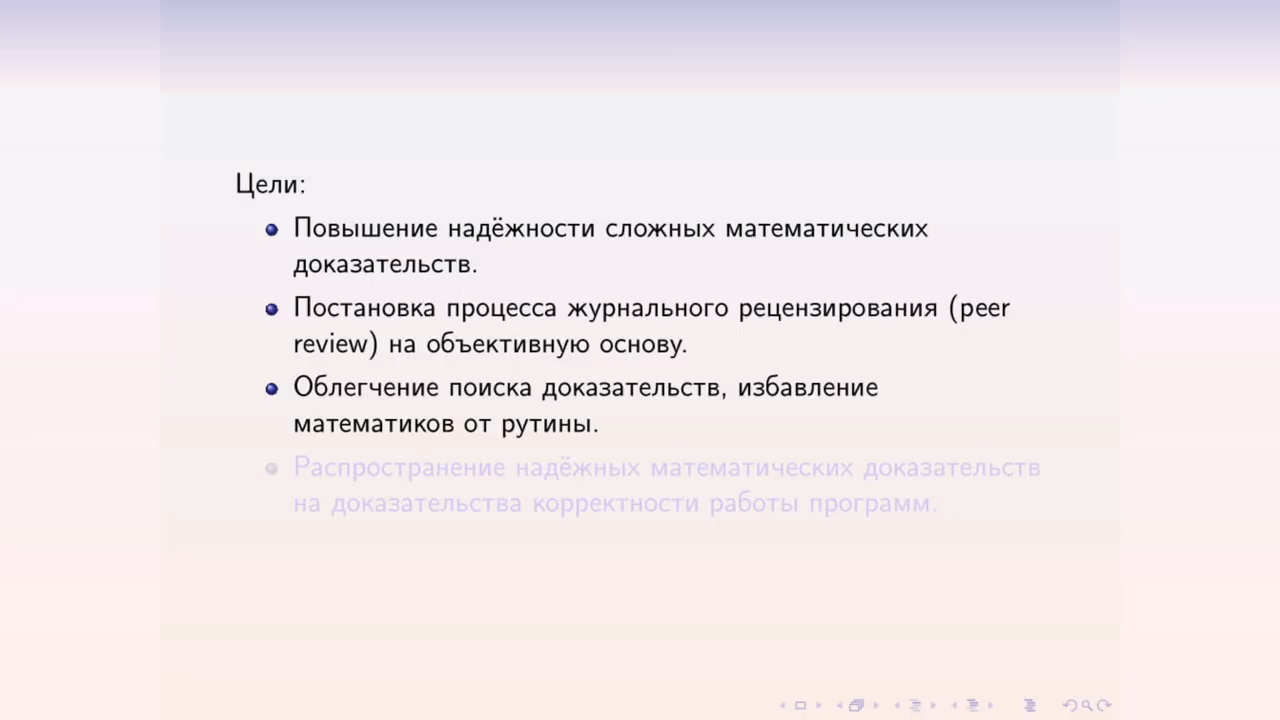 Цели:
Повышение надёжности сложных математических
доказательств.
Постановка процесса журнального рецензирования (peer
review) на объективную основу.
Облегчение поиска доказательств, избавление
математиков от рутины.
Распространение надёжных математических доказательств
на доказательства корректности работы программ.